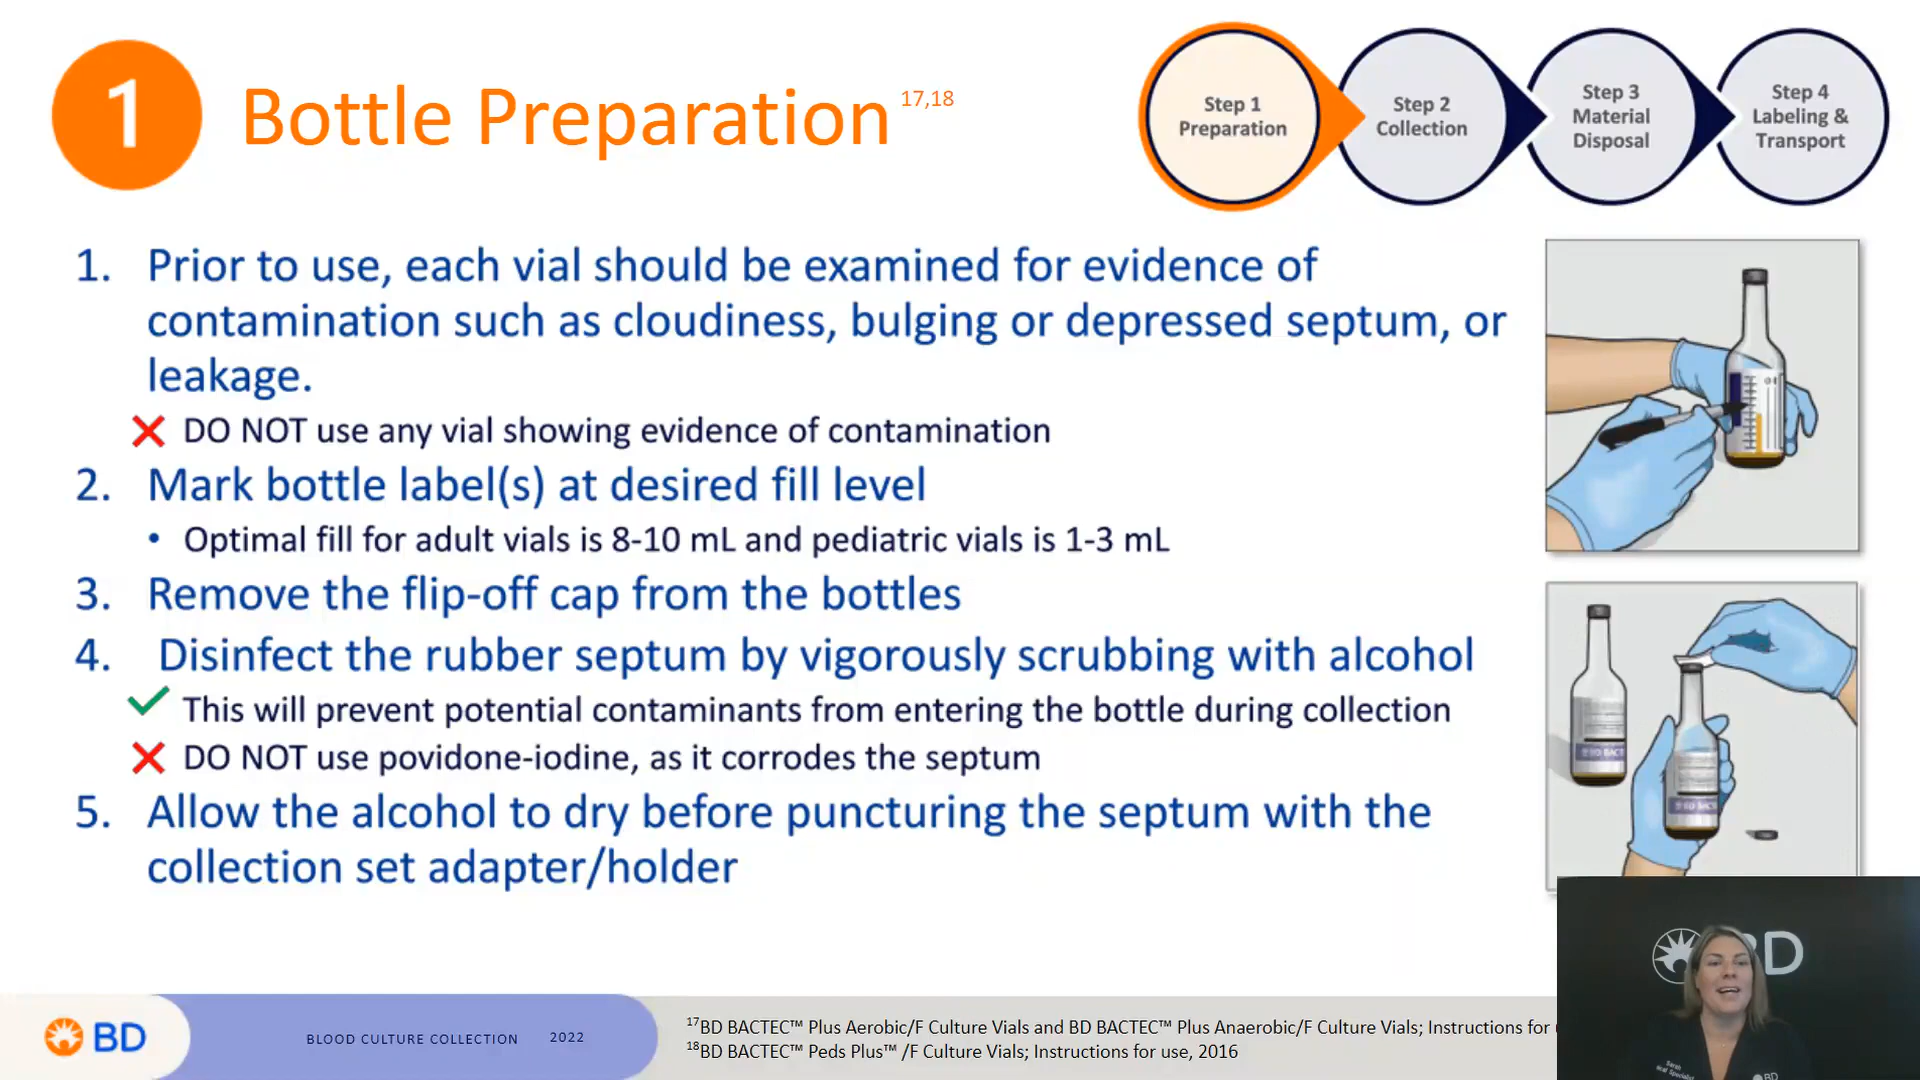 1
Bottle Preparation 17,18
Step 1
Preparation
Step 2
Collection
Step 3
Material
Disposal
Step 4
Labeling &
Transport
1. Prior to use, each vial should be examined for evidence of
contamination such as cloudiness, bulging or depressed septum, or
leakage.
DO NOT use any vial showing evidence of contamination
2. Mark bottle label(s) at desired fill level
• Optimal fill for adult vials is 8-10 mL and pediatric vials is 1-3 mL
3. Remove the flip-off cap from the bottles
4. Disinfect the rubber septum by vigorously scrubbing with alcohol
This will prevent potential contaminants from entering the bottle during collection
DO NOT use povidone-iodine, as it corrodes the septum
5. Allow the alcohol to dry before puncturing the septum with the
collection set adapter/holder
BD
BLOOD CULTURE COLLECTION 2022
17BD BACTEC™ Plus Aerobic/F Culture Vials and BD BACTEC™ Plus Anaerobic/F Culture Vials; Instructions for
18BD BACTEC™ Peds Plus™ /F Culture Vials; Instructions for use, 2016
BD
Sarah
BD